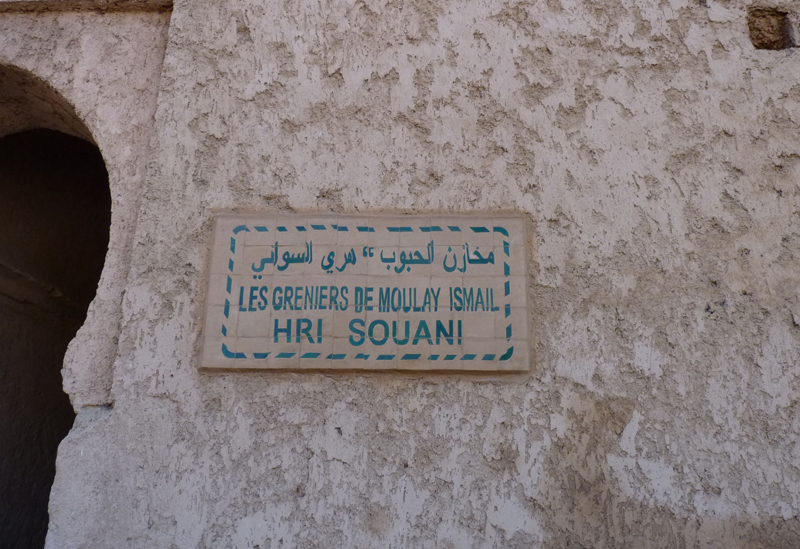 مخازن الحبوب “ هري السواني
LES GRENIERS DE MOULAY ISMAIL
HRI SOUANI